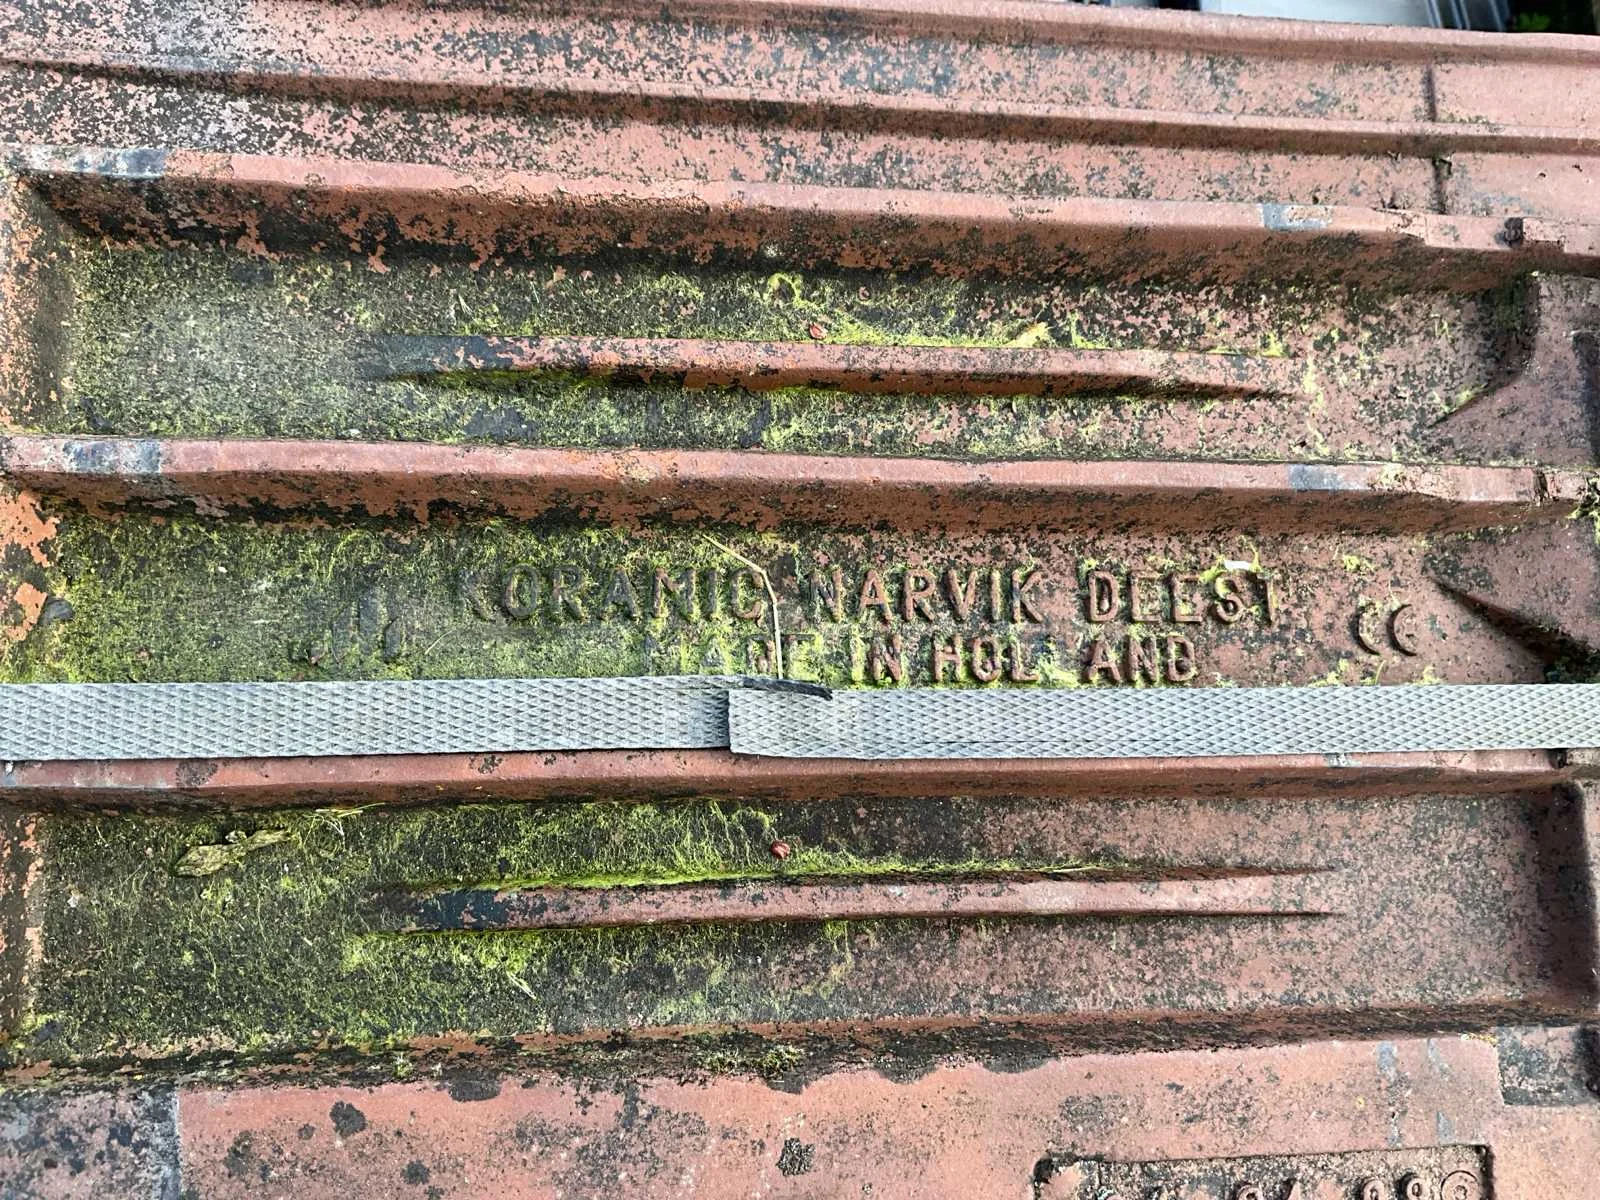 KORAMIC NARVIK DEEST
MADE IN HOLLAND
CE